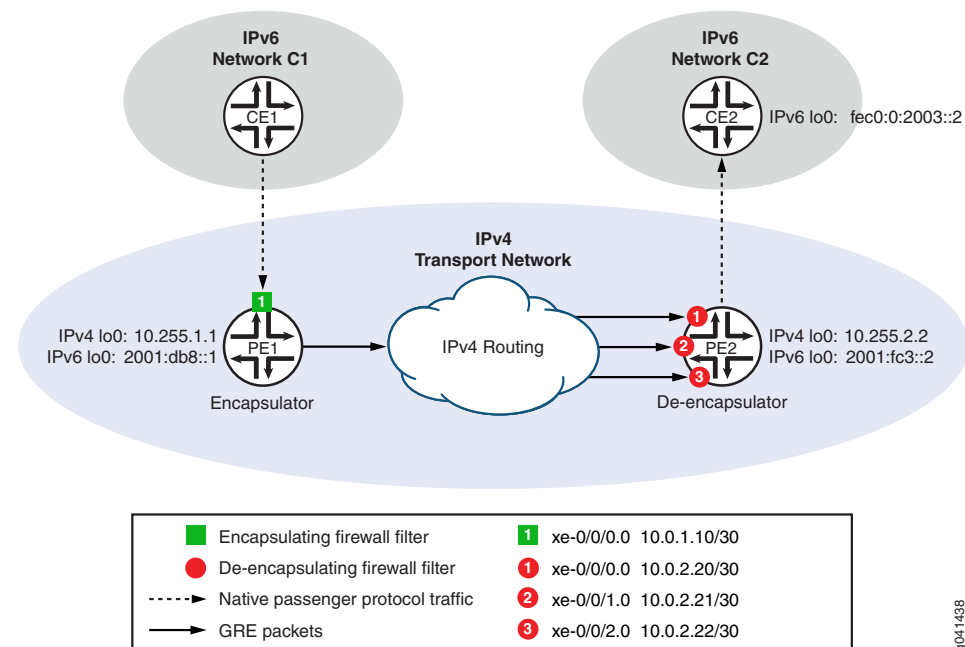 IPv6
Network C1
IPv6
Network C2
CE1
CE2
IPv6 lo0: fec0:0:2003::2
IPv4
Transport Network
1
IPv4 lo0: 10.255.1.1
IPv6 lo0: 2001:db8::1
PE1
Encapsulator
IPv4 Routing
1
2
3
PE2
IPv4 lo0: 10.255.2.2
IPv6 lo0: 2001:fc3::2
De-encapsulator
Encapsulating firewall filter
1 xe-0/0/0.0 10.0.1.10/30
De-encapsulating firewall filter
1 xe-0/0/0.0 10.0.2.20/30
Native passenger protocol traffic
2 xe-0/0/1.0 10.0.2.21/30
GRE packets
3 xe-0/0/2.0 10.0.2.22/30